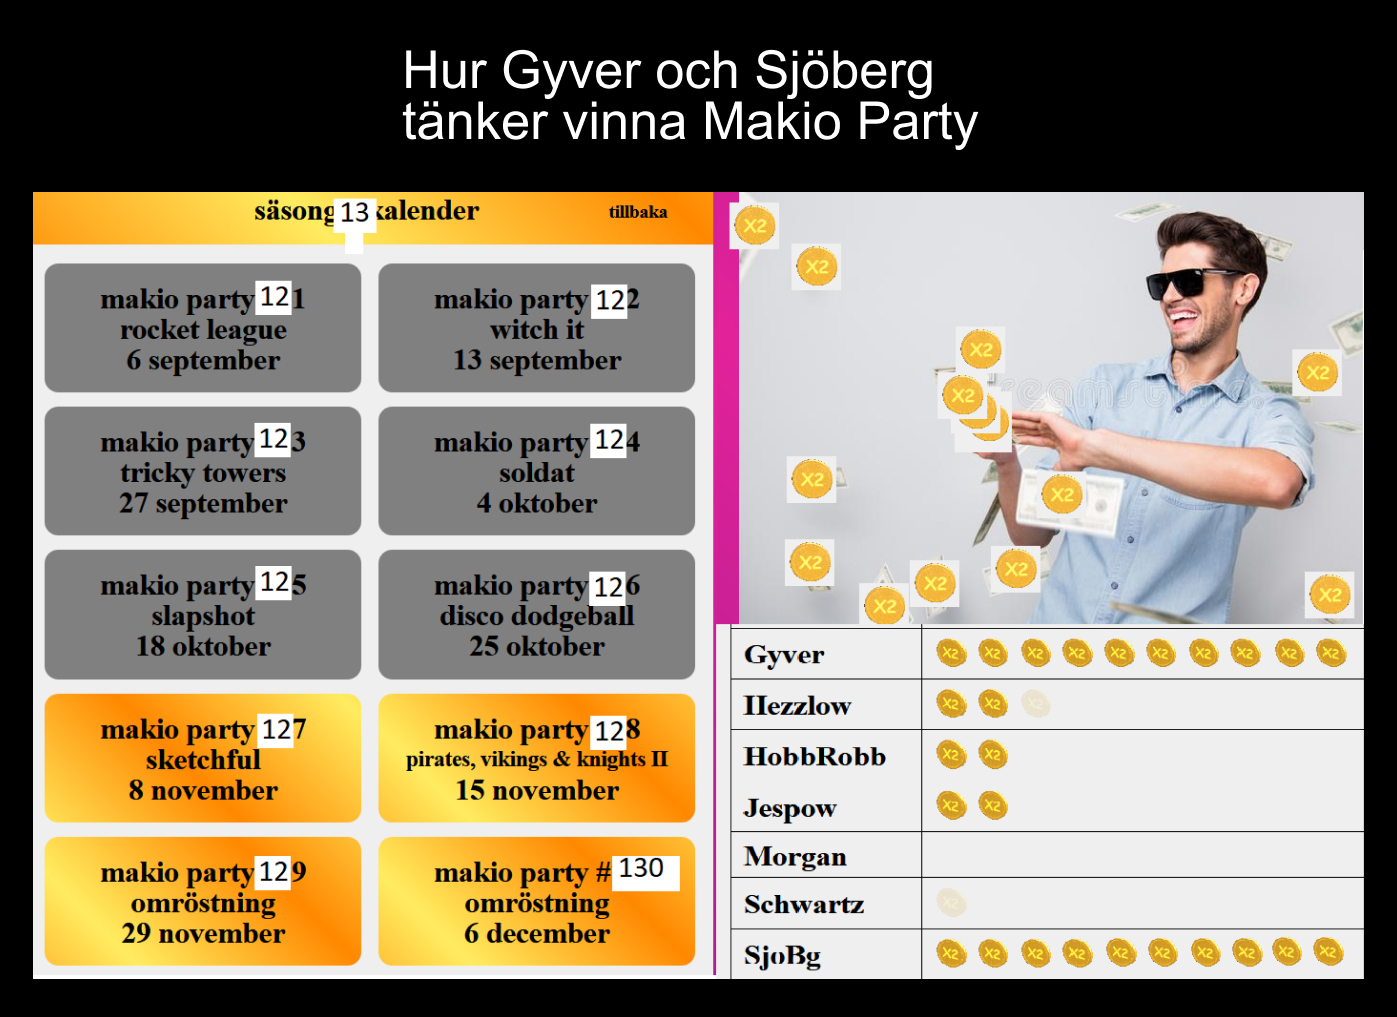 Hur Gyver och Sjöberg
tänker vinna Makio Party
säsong 13 kalender
tillbaka
makio party 121
rocket league
6 september
makio party 122
witch it
13 september
makio party 123
tricky towers
27 september
makio party 124
soldat
4 oktober
makio party 125
slapshot
18 oktober
makio party 126
disco dodgeball
25 oktober
makio party 127
sketchful
8 november
makio party 128
pirates, vikings & knights II
15 november
makio party 129
omröstning
29 november
makio party #130
omröstning
6 december
X2
X2
X2
X2
X2
X2
X2
X2
X2
X2
X2
X2
Gyver X2 X2 X2 X2 X2 X2 X2 X2 X2 X2
IIezzlow X2 X2 X2
HobbRobb X2 X2
Jespow X2 X2
Morgan
Schwartz X2
SjoBg X2 X2 X2 X2 X2 X2 X2 X2 X2 X2